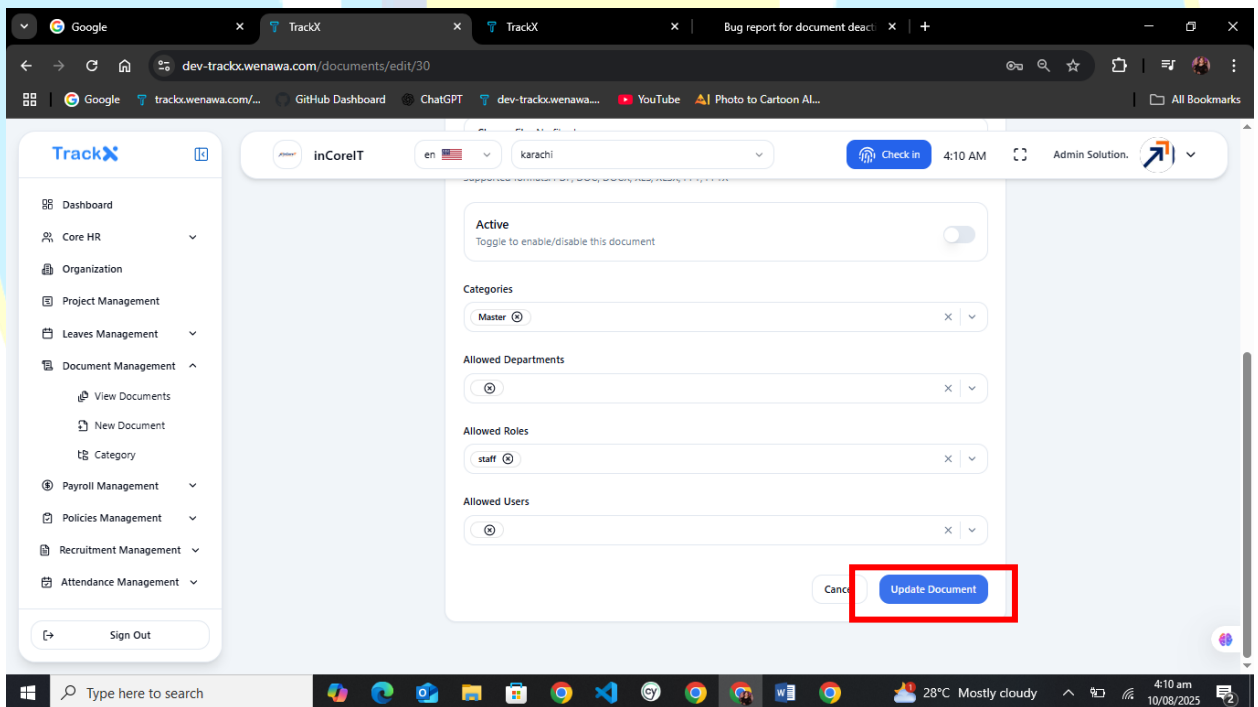 Google
TrackX
TrackX
Bug report for document deacti
dev-trackx.wenawa.com/documents/edit/30
Google
trackx.wenawa.com/...
GitHub Dashboard
ChatGPT
dev-trackx.wenawa....
YouTube
Photo to Cartoon AI...
All Bookmarks
TrackX
inCoreIT
en
karachi
Check in
4:10 AM
Admin Solution.
Dashboard
Core HR
Organization
Project Management
Leaves Management
Document Management
View Documents
New Document
Category
Payroll Management
Policies Management
Recruitment Management
Attendance Management
Sign Out
Active
Toggle to enable/disable this document
Categories
Master
Allowed Departments
Allowed Roles
staff
Allowed Users
Cance
Update Document
Type here to search
28°C Mostly cloudy
4:10 am
10/08/2025